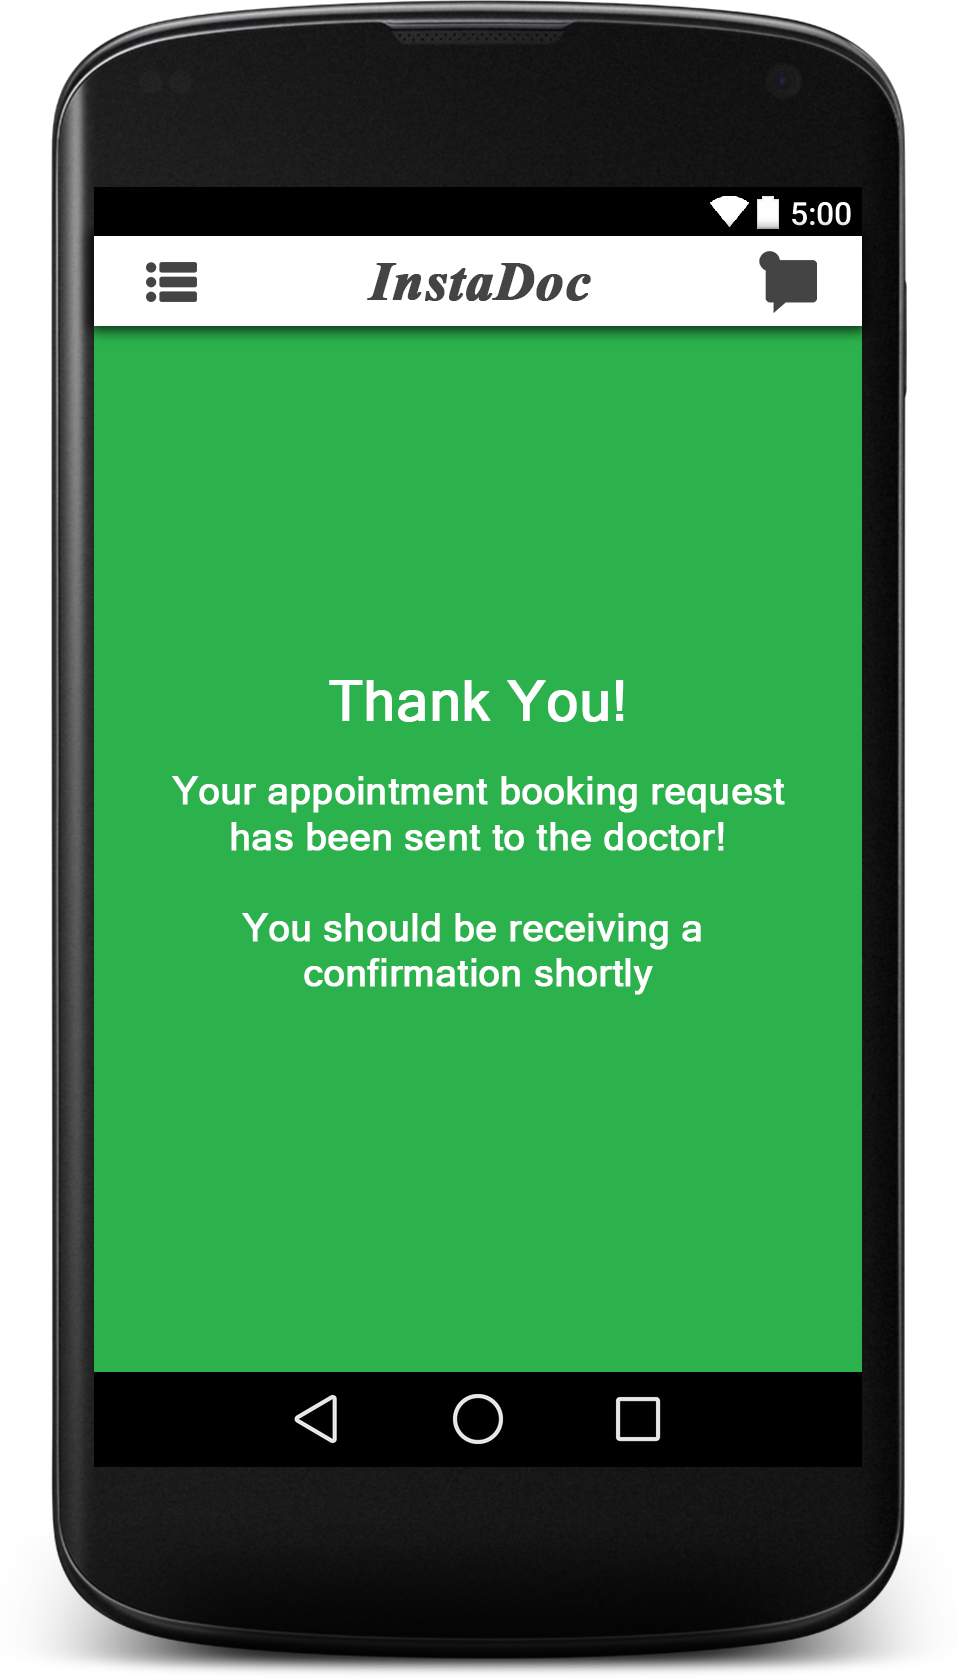 5:00
InstaDoc
Thank You!
Your appointment booking request
has been sent to the doctor!
You should be receiving a
confirmation shortly